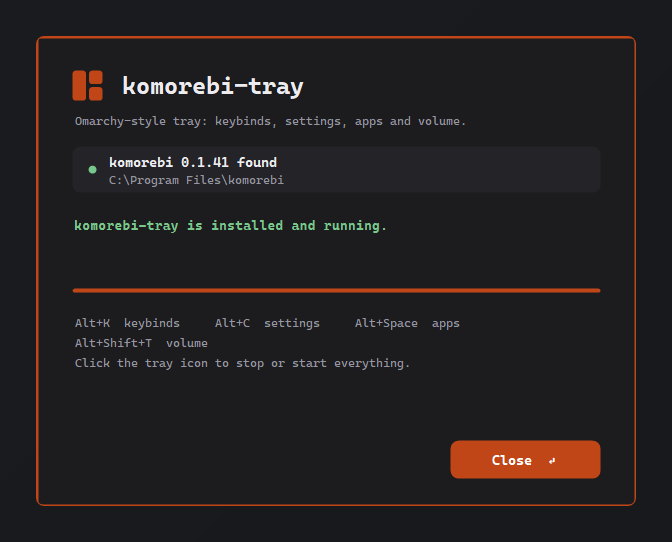 komorebi-tray
Omarchy-style tray: keybinds, settings, apps and volume.
komorebi 0.1.41 found
C:\Program Files\komorebi
komorebi-tray is installed and running.
Alt+K  keybinds     Alt+C  settings     Alt+Space  apps
Alt+Shift+T  volume
Click the tray icon to stop or start everything.
Close ↲